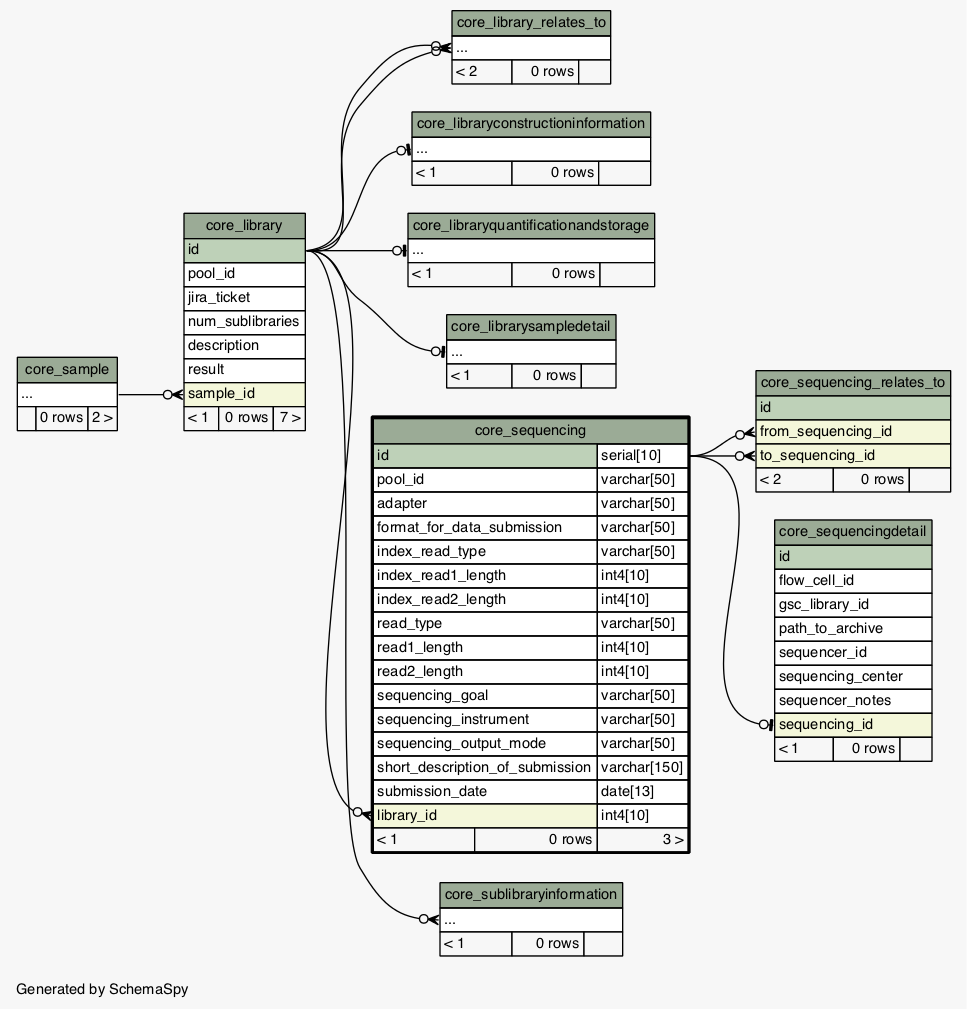 core_library_relates_to
...
< 2 0 rows
core_libraryconstructioninformation
...
< 1 0 rows
core_library
id
pool_id
jira_ticket
num_sublibraries
description
result
sample_id
< 1 0 rows 7 >
core_libraryquantificationandstorage
...
< 1 0 rows
core_librarysampledetail
...
< 1 0 rows
core_sample
...
0 rows 2 >
core_sequencing
id serial[10]
pool_id varchar[50]
adapter varchar[50]
format_for_data_submission varchar[50]
index_read_type varchar[50]
index_read1_length int4[10]
index_read2_length int4[10]
read_type varchar[50]
read1_length int4[10]
read2_length int4[10]
sequencing_goal varchar[50]
sequencing_instrument varchar[50]
sequencing_output_mode varchar[50]
short_description_of_submission varchar[150]
submission_date date[13]
library_id int4[10]
< 1 0 rows 3 >
core_sequencing_relates_to
id
from_sequencing_id
to_sequencing_id
< 2 0 rows
core_sequencingdetail
id
flow_cell_id
gsc_library_id
path_to_archive
sequencer_id
sequencing_center
sequencer_notes
sequencing_id
< 1 0 rows
core_sublibraryinformation
...
< 1 0 rows
Generated by SchemaSpy